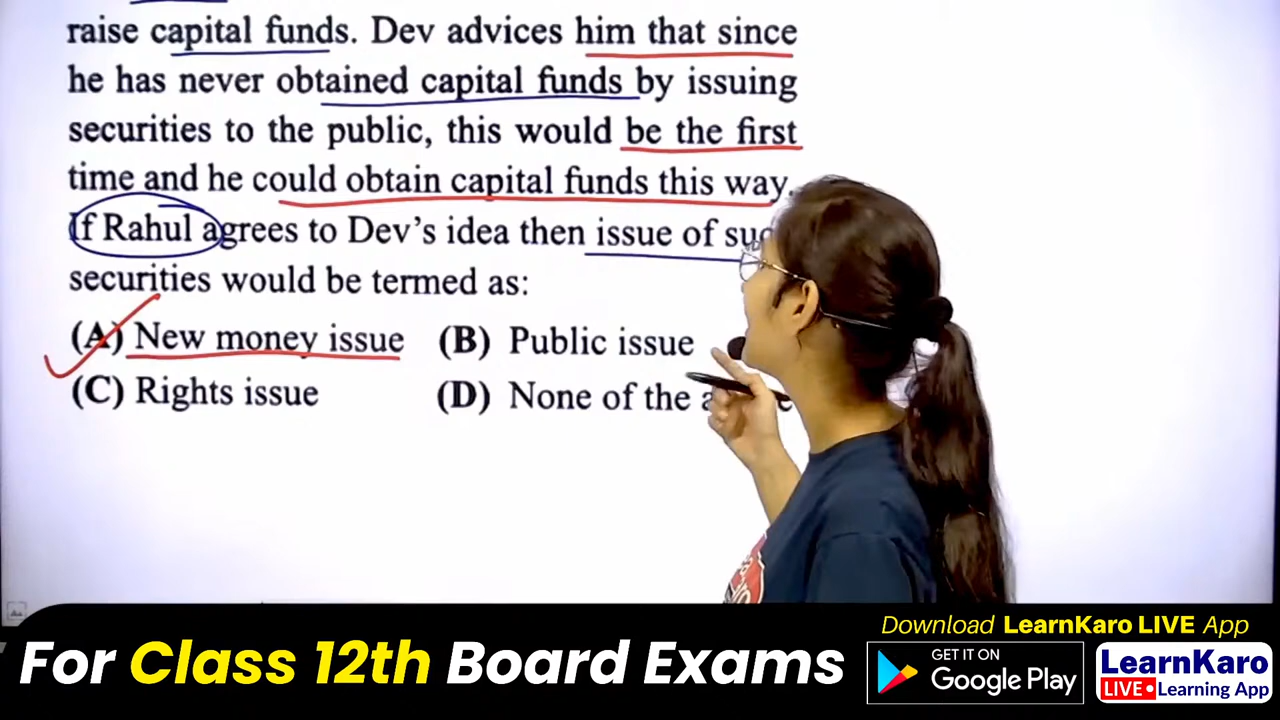 raise capital funds. Dev advices him that since
he has never obtained capital funds by issuing
securities to the public, this would be the first
time and he could obtain capital funds this way.
If Rahul agrees to Dev's idea then issue of
securities would be termed as:
(A) New money issue (B) Public issue
(C) Rights issue (D) None of the
For Class 12th Board Exams
Download LearnKaro LIVE App
GET IT ON
Google Play
LearnKaro
LIVE Learning App